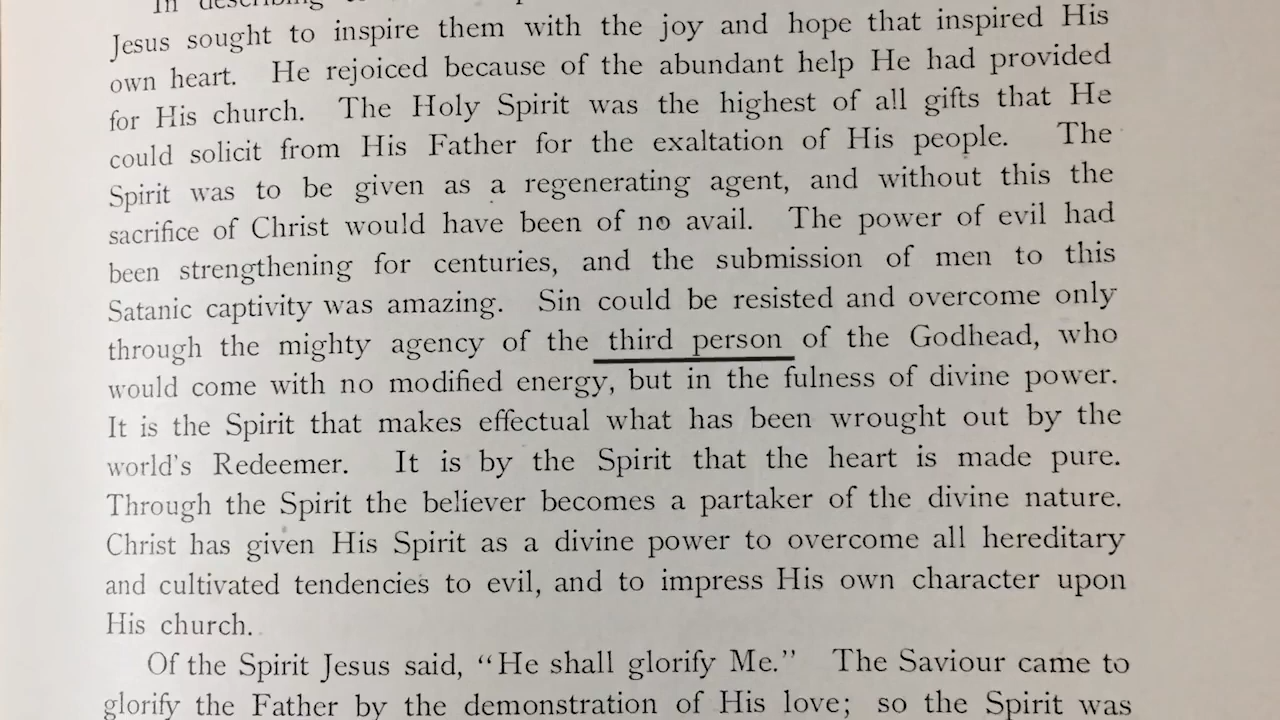 In describing
Jesus sought to inspire them with the joy and hope that inspired His
own heart. He rejoiced because of the abundant help He had provided
for His church. The Holy Spirit was the highest of all gifts that He
could solicit from His Father for the exaltation of His people. The
Spirit was to be given as a regenerating agent, and without this the
sacrifice of Christ would have been of no avail. The power of evil had
been strengthening for centuries, and the submission of men to this
Satanic captivity was amazing. Sin could be resisted and overcome only
through the mighty agency of the third person of the Godhead, who
would come with no modified energy, but in the fulness of divine power.
It is the Spirit that makes effectual what has been wrought out by the
world's Redeemer. It is by the Spirit that the heart is made pure.
Through the Spirit the believer becomes a partaker of the divine nature.
Christ has given His Spirit as a divine power to overcome all hereditary
and cultivated tendencies to evil, and to impress His own character upon
His church.
Of the Spirit Jesus said, “He shall glorify Me.” The Saviour came to
glorify the Father by the demonstration of His love; so the Spirit was